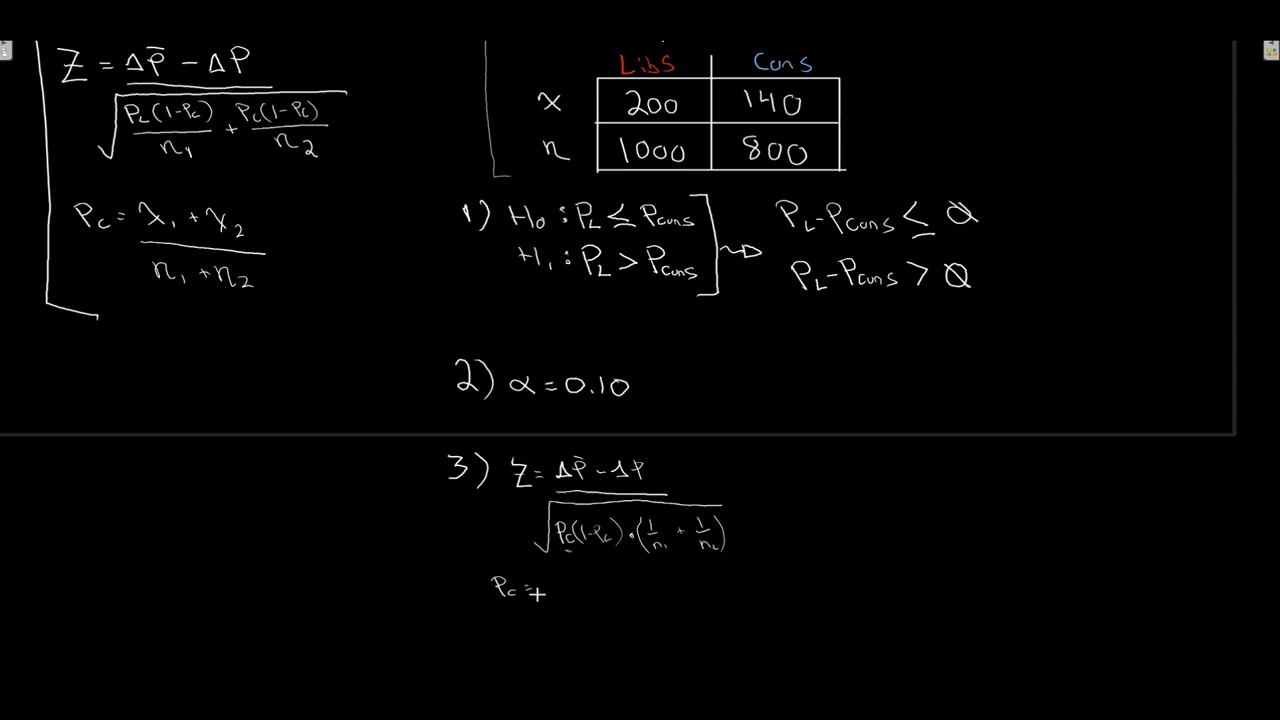 Z = Δp̄ - ΔP
√ Pc(1-Pc)/n1 + Pc(1-Pc)/n2
Pc = x1 + x2
n1 + n2
Libs Cons
x 200 140
n 1000 800
1) H0 : PL ≤ Pcons
H1 : PL > Pcons
PL-Pcons ≤ 0
PL-Pcons > 0
2) α = 0.10
3) Z = Δp̄ - Δp
√ Pc(1-Pc)·(1/n1 + 1/n2)
Pc =